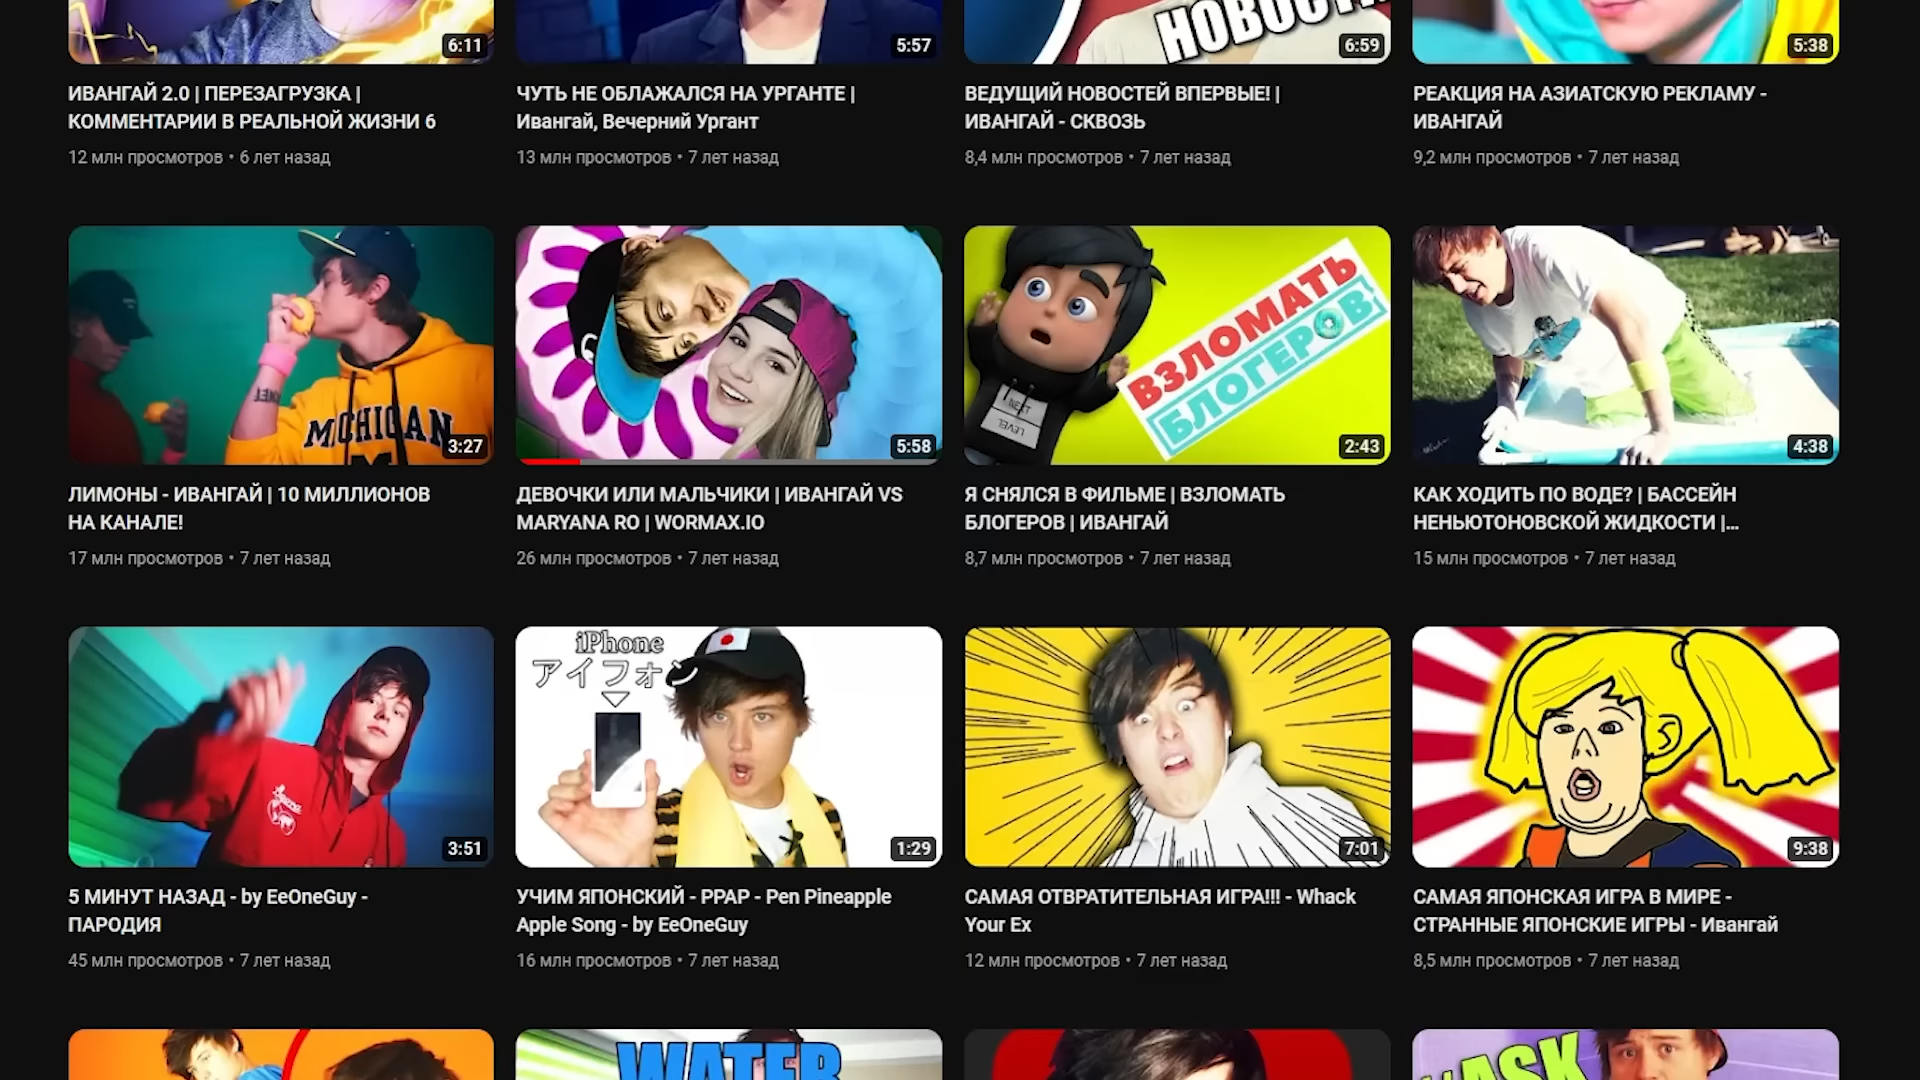 НОВОСТИ
6:11
5:57
6:59
5:38
ИВАНГАЙ 2.0 | ПЕРЕЗАГРУЗКА |
КОММЕНТАРИИ В РЕАЛЬНОЙ ЖИЗНИ 6
12 млн просмотров • 6 лет назад
ЧУТЬ НЕ ОБЛАЖАЛСЯ НА УРГАНТЕ |
Ивангай, Вечерний Ургант
13 млн просмотров • 7 лет назад
ВЕДУЩИЙ НОВОСТЕЙ ВПЕРВЫЕ! |
ИВАНГАЙ - СКВОЗЬ
8,4 млн просмотров • 7 лет назад
РЕАКЦИЯ НА АЗИАТСКУЮ РЕКЛАМУ -
ИВАНГАЙ
9,2 млн просмотров • 7 лет назад
MICHIGAN
3:27
5:58
ВЗЛОМАТЬ
БЛОГЕРОВ
NEXT
LEVEL
2:43
4:38
ЛИМОНЫ - ИВАНГАЙ | 10 МИЛЛИОНОВ
НА КАНАЛЕ!
17 млн просмотров • 7 лет назад
ДЕВОЧКИ ИЛИ МАЛЬЧИКИ | ИВАНГАЙ VS
MARYANA RO | WORMAX.IO
26 млн просмотров • 7 лет назад
Я СНЯЛСЯ В ФИЛЬМЕ | ВЗЛОМАТЬ
БЛОГЕРОВ | ИВАНГАЙ
8,7 млн просмотров • 7 лет назад
КАК ХОДИТЬ ПО ВОДЕ? | БАССЕЙН
НЕНЬЮТОНОВСКОЙ ЖИДКОСТИ |...
15 млн просмотров • 7 лет назад
3:51
iPhone
アイフォン
1:29
7:01
9:38
5 МИНУТ НАЗАД - by EeOneGuy -
ПАРОДИЯ
45 млн просмотров • 7 лет назад
УЧИМ ЯПОНСКИЙ - PPAP - Pen Pineapple
Apple Song - by EeOneGuy
16 млн просмотров • 7 лет назад
САМАЯ ОТВРАТИТЕЛЬНАЯ ИГРА!!! - Whack
Your Ex
12 млн просмотров • 7 лет назад
САМАЯ ЯПОНСКАЯ ИГРА В МИРЕ -
СТРАННЫЕ ЯПОНСКИЕ ИГРЫ - Ивангай
8,5 млн просмотров • 7 лет назад
WATER
#ASK